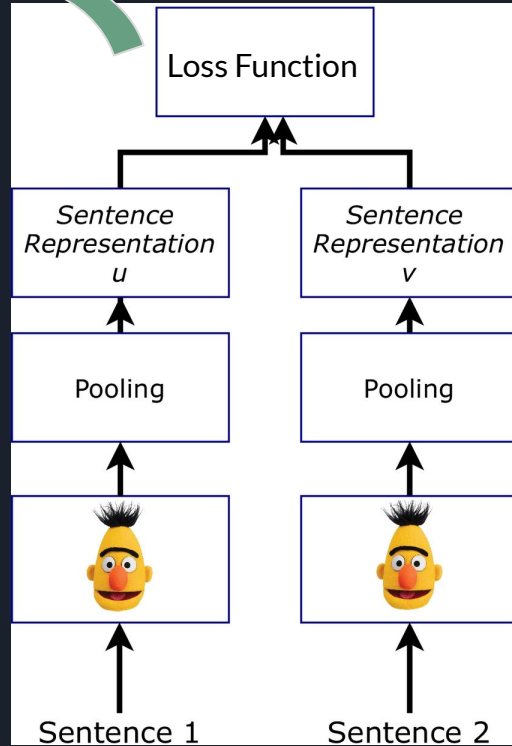 Loss Function
Sentence
Representation
u
Sentence
Representation
v
Pooling
Pooling
Sentence 1
Sentence 2